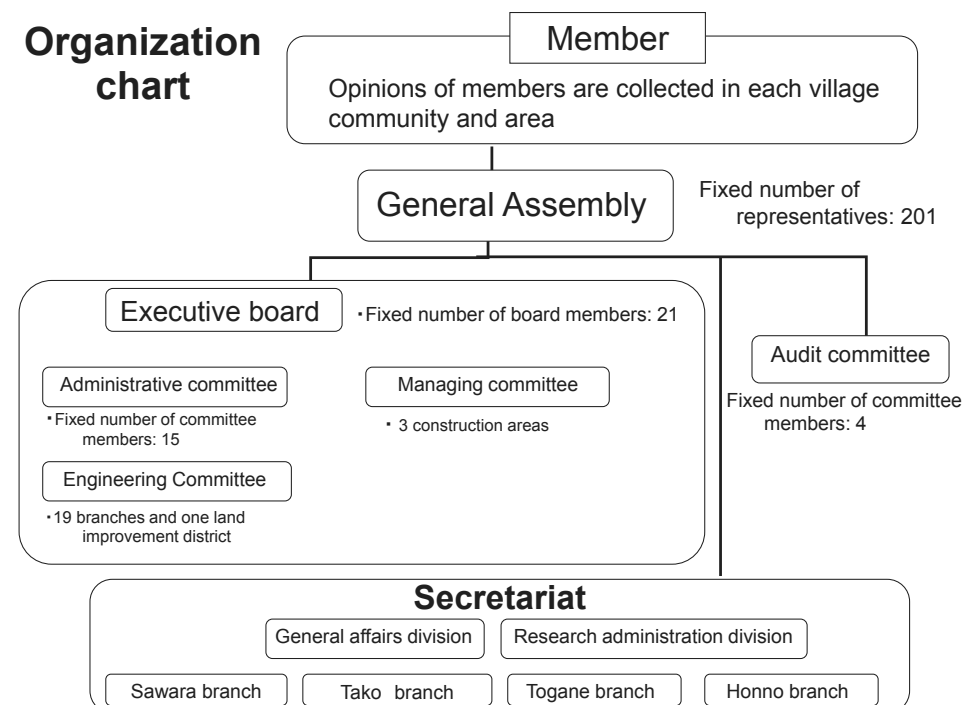 Organization
chart
Member
Opinions of members are collected in each village
community and area
General Assembly
Fixed number of
representatives: 201
Executive board
・Fixed number of board members: 21
Audit committee
Fixed number of committee
members: 4
Administrative committee
・Fixed number of committee
members: 15
Managing committee
・ 3 construction areas
Engineering Committee
・19 branches and one land
improvement district
Secretariat
General affairs division
Research administration division
Sawara branch
Tako branch
Togane branch
Honno branch